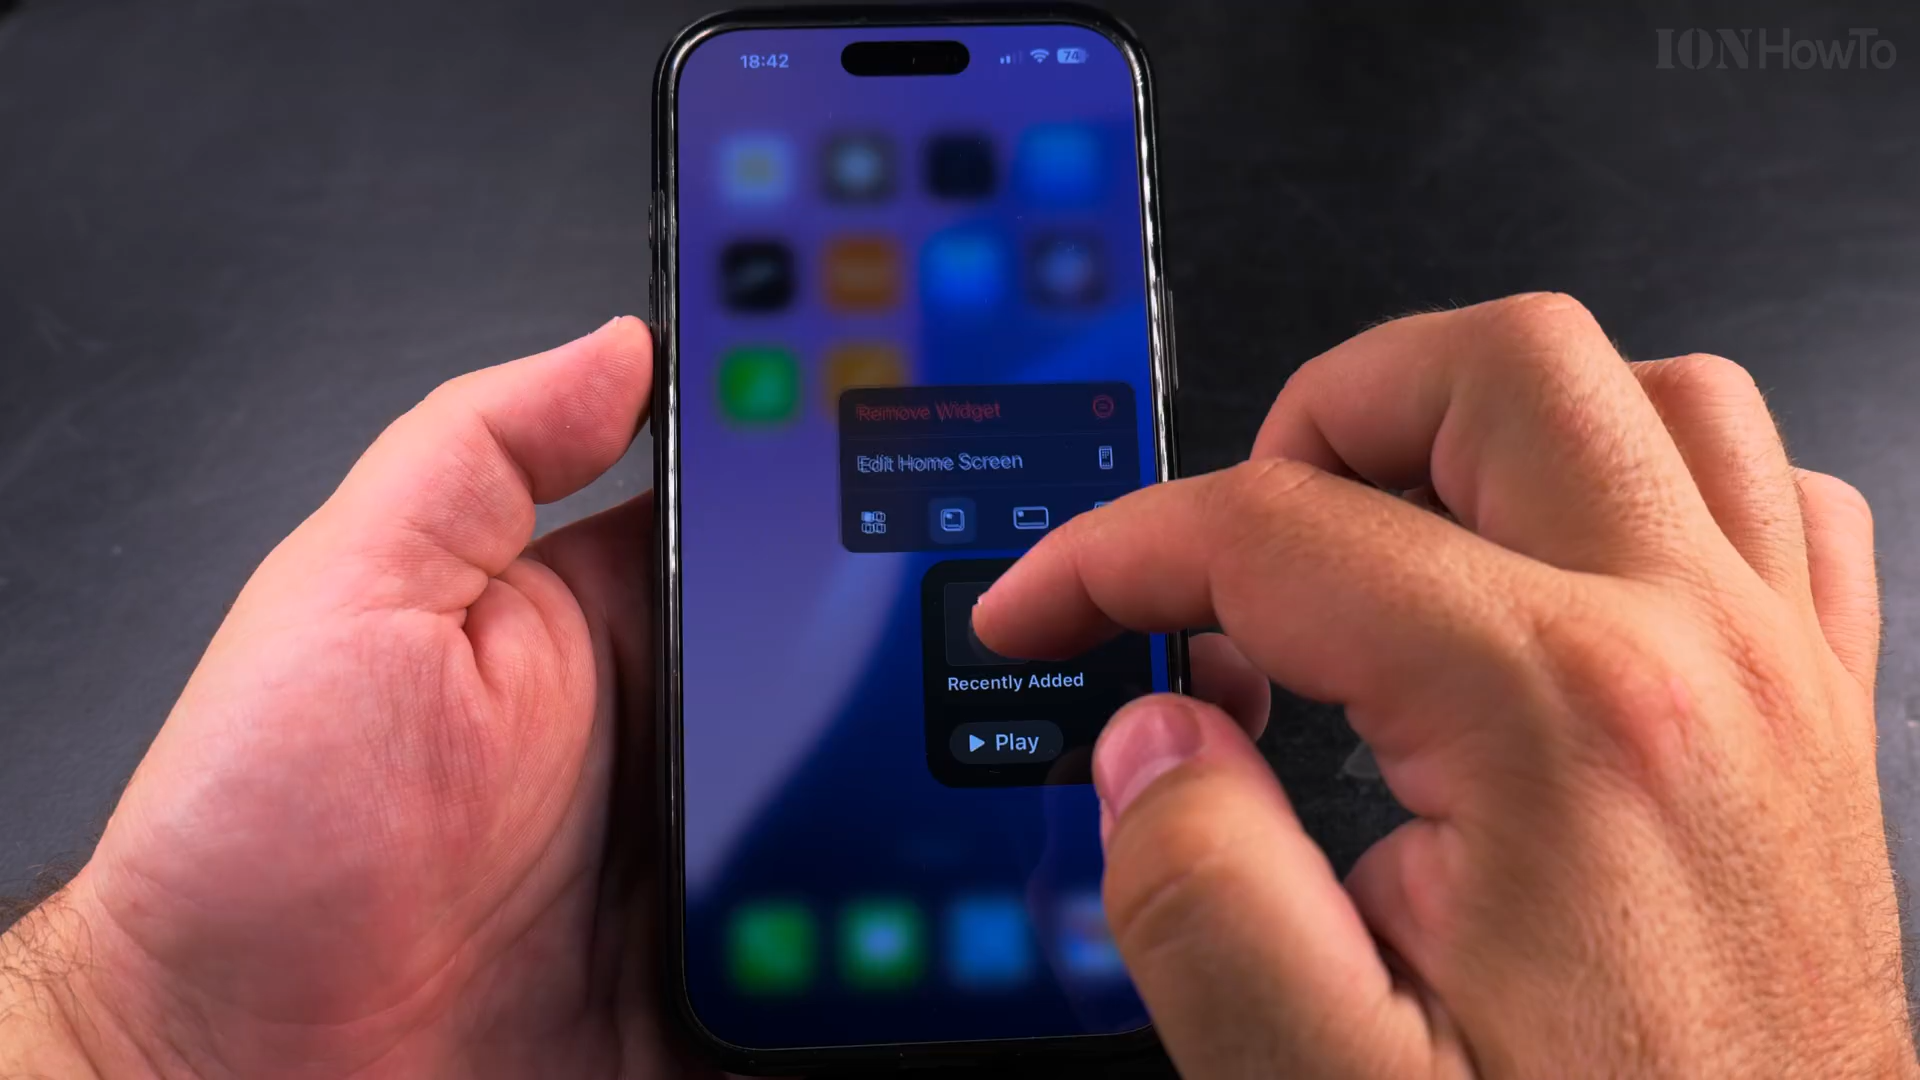 ION HowTo
18:42
74
Remove Widget
Edit Home Screen
Recently Added
Play